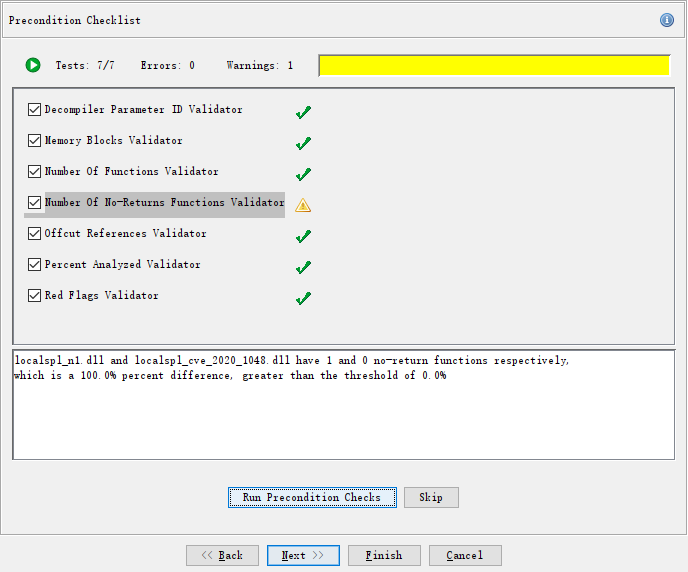 Precondition Checklist
Tests: 7/7 Errors: 0 Warnings: 1
Decompiler Parameter ID Validator
Memory Blocks Validator
Number Of Functions Validator
Number Of No-Returns Functions Validator
Offcut References Validator
Percent Analyzed Validator
Red Flags Validator
localspl_n1.dll and localspl_cve_2020_1048.dll have 1 and 0 no-return functions respectively,
which is a 100.0% percent difference, greater than the threshold of 0.0%
Run Precondition Checks Skip
<< Back Next >> Finish Cancel